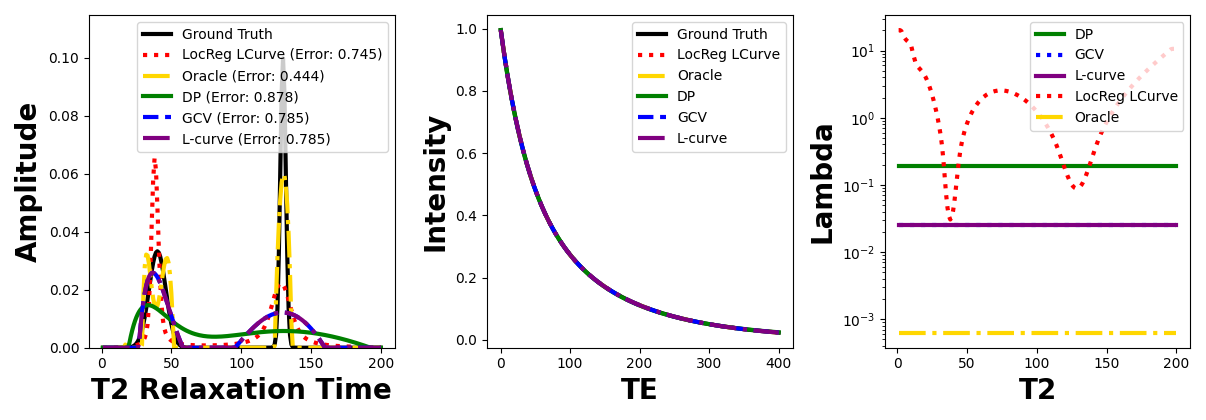 Amplitude
0.10
0.08
0.06
0.04
0.02
0.00
0
50
100
150
200
T2 Relaxation Time
Ground Truth
LocReg LCurve (Error: 0.745)
Oracle (Error: 0.444)
DP (Error: 0.878)
GCV (Error: 0.785)
L-curve (Error: 0.785)
Intensity
1.0
0.8
0.6
0.4
0.2
0.0
0
100
200
300
400
TE
Ground Truth
LocReg LCurve
Oracle
DP
GCV
L-curve
Lambda
10¹
10⁰
10⁻¹
10⁻²
10⁻³
0
50
100
150
200
T2
DP
GCV
L-curve
LocReg LCurve
Oracle